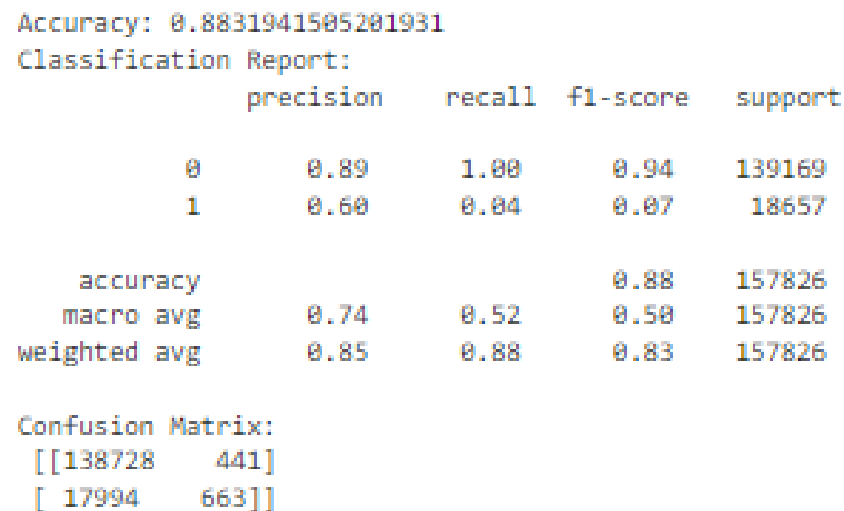 Accuracy: 0.8831941505201931
Classification Report:
precision recall f1-score support
0 0.89 1.00 0.94 139169
1 0.60 0.04 0.07 18657
accuracy 0.88 157826
macro avg 0.74 0.52 0.50 157826
weighted avg 0.85 0.88 0.83 157826
Confusion Matrix:
[[138728 441]
[ 17994 663]]